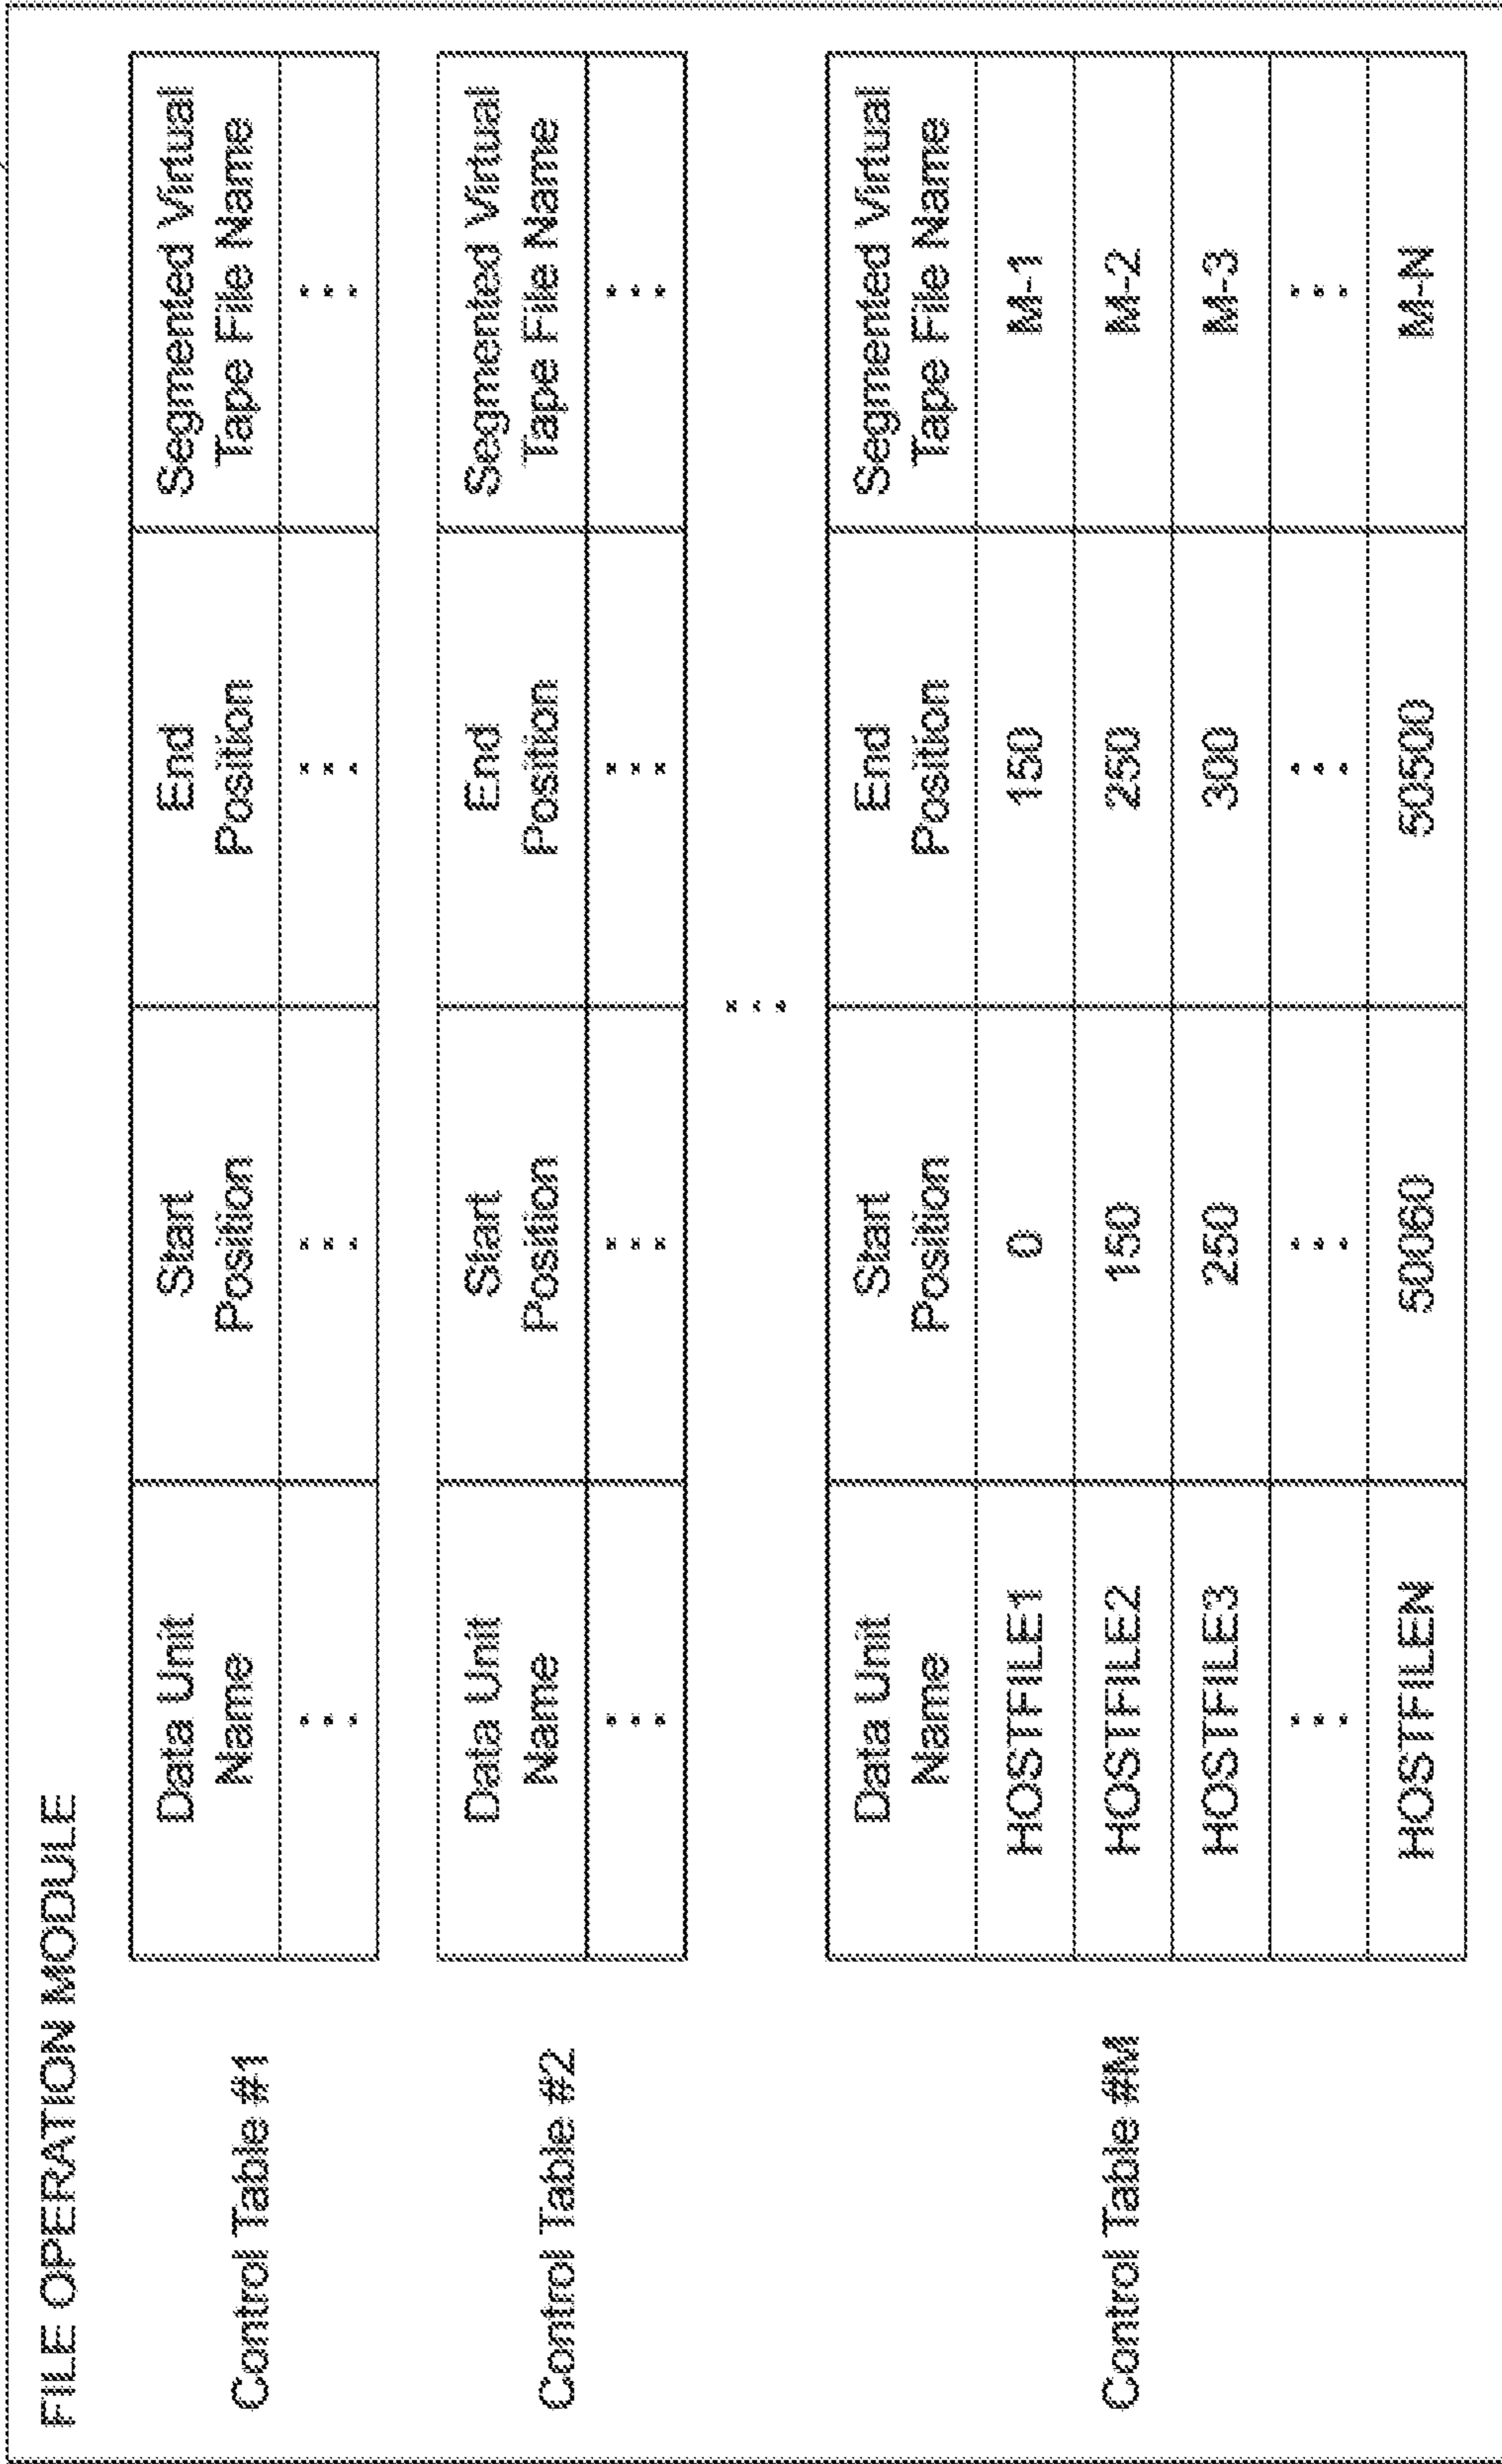 FILE OPERATION MODULE
Control Table #1
Data Unit Name Start Position End Position Segmented Virtual Tape File Name
... ... ... ...
Control Table #2
Data Unit Name Start Position End Position Segmented Virtual Tape File Name
... ... ... ...
...
Control Table #M
Data Unit Name Start Position End Position Segmented Virtual Tape File Name
HOSTFILE1 0 150 M-1
HOSTFILE2 150 250 M-2
HOSTFILE3 250 300 M-3
... ... ... ...
HOSTFILEN 50060 50500 M-N